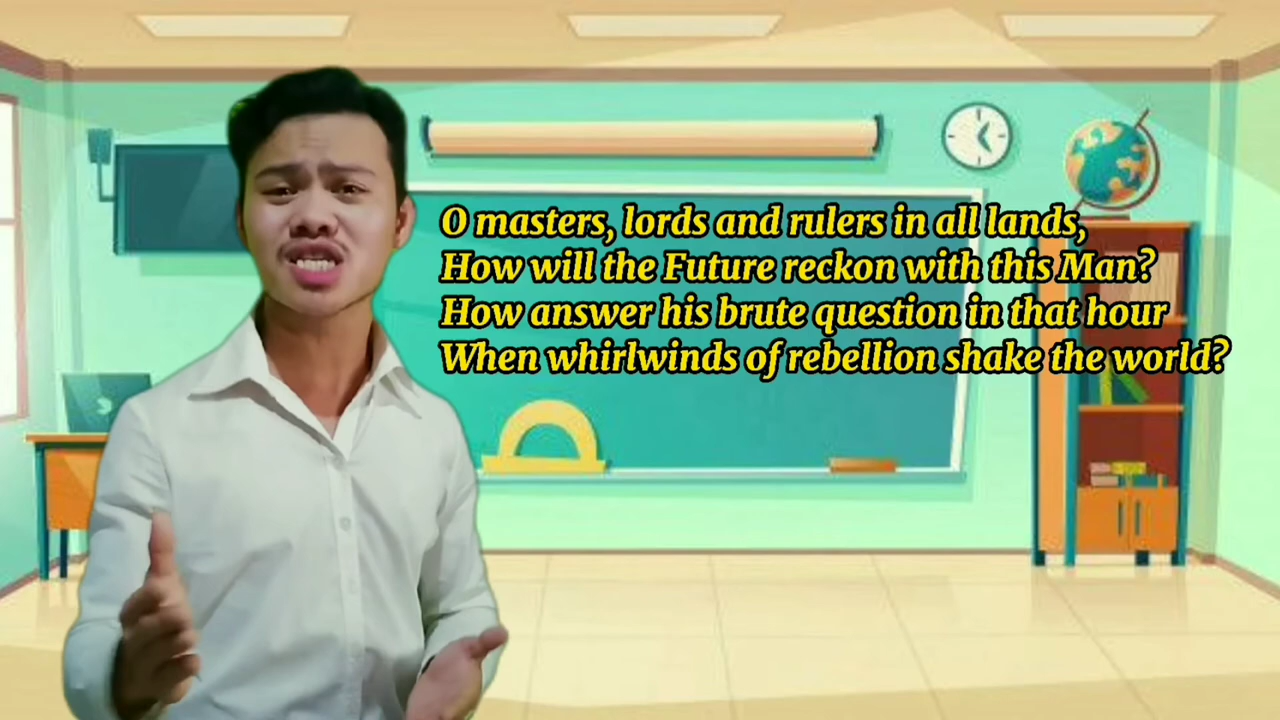 O masters, lords and rulers in all lands,
How will the Future reckon with this Man?
How answer his brute question in that hour
When whirlwinds of rebellion shake the world?